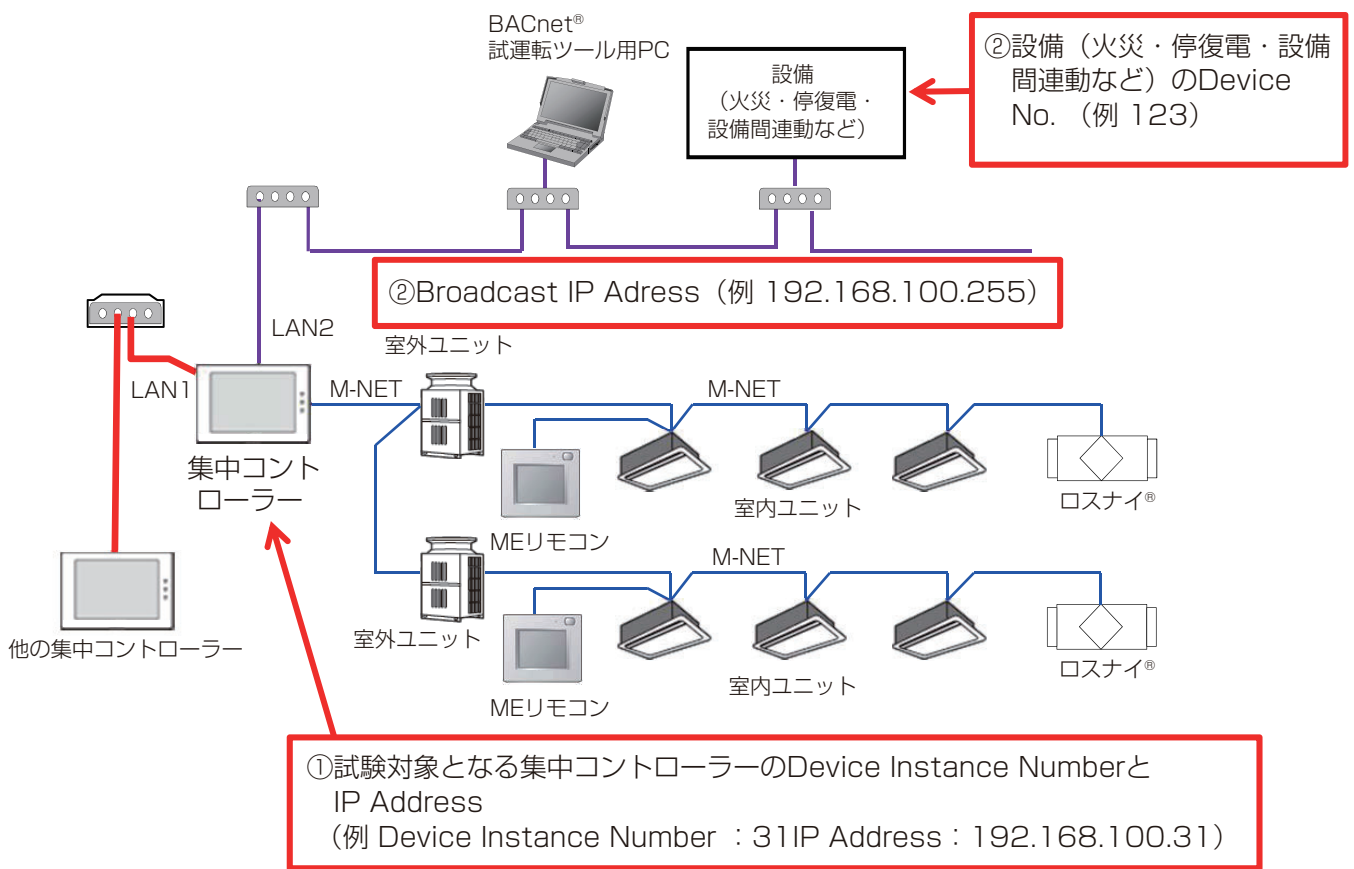 BACnet®
試運転ツール用PC
設備
（火災・停復電・
設備間連動など）
②設備（火災・停復電・設備
間連動など）のDevice
No. （例 123）
②Broadcast IP Adress（例 192.168.100.255）
LAN2
LAN1
M-NET
室外ユニット
M-NET
集中コント
ローラー
MEリモコン
室内ユニット
ロスナイ®
M-NET
他の集中コントローラー
室外ユニット
MEリモコン
室内ユニット
ロスナイ®
①試験対象となる集中コントローラーのDevice Instance Numberと
IP Address
（例 Device Instance Number ：31IP Address：192.168.100.31）